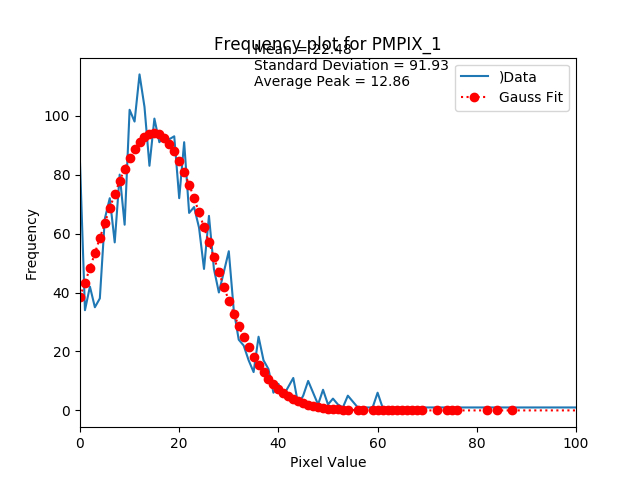 Frequency plot for PMPIX_1
Mean = 22.48
Standard Deviation = 91.93
Average Peak = 12.86
)Data
Gauss Fit
Frequency
100
80
60
40
20
0
0 20 40 60 80 100
Pixel Value